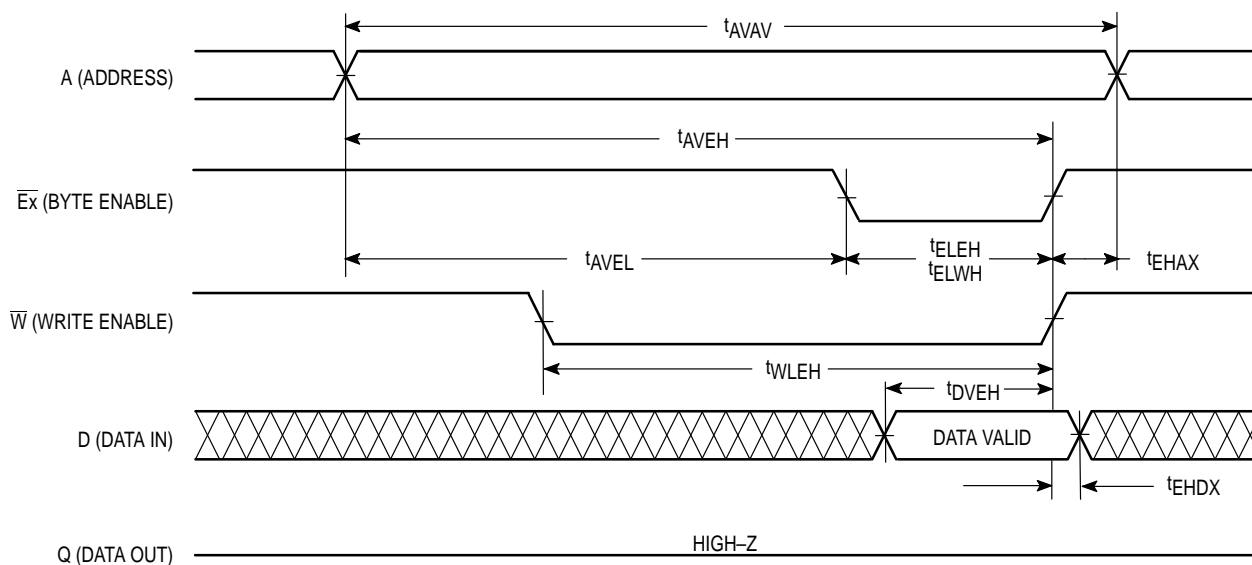 tAVAV
A (ADDRESS)
tAVEH
Ex (BYTE ENABLE)
tAVEL
tELEH
tELWH
tEHAX
W (WRITE ENABLE)
tWLEH
tDVEH
D (DATA IN)
DATA VALID
tEHDX
Q (DATA OUT)
HIGH–Z